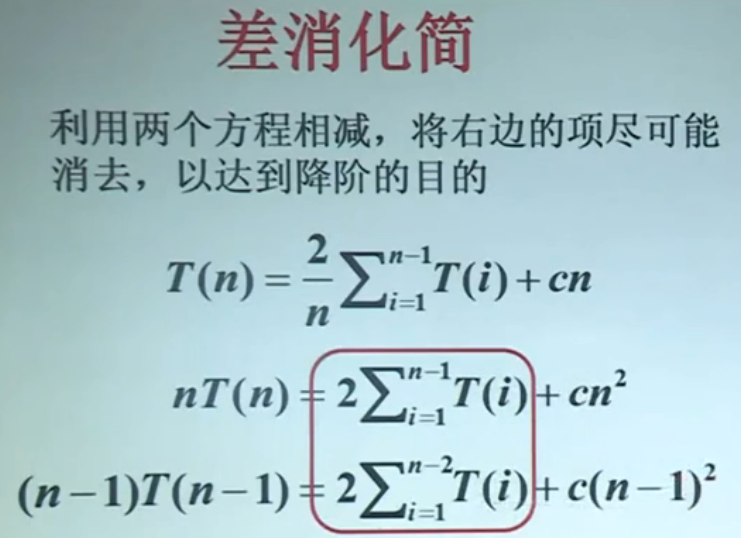 差消化简
利用两个方程相减，将右边的项尽可能
消去，以达到降阶的目的
T(n) = \frac{2}{n} \sum_{i=1}^{n-1} T(i) + cn
nT(n) = 2\sum_{i=1}^{n-1} T(i) + cn^2
(n−1)T(n−1) = 2\sum_{i=1}^{n-2} T(i) + c(n−1)^2